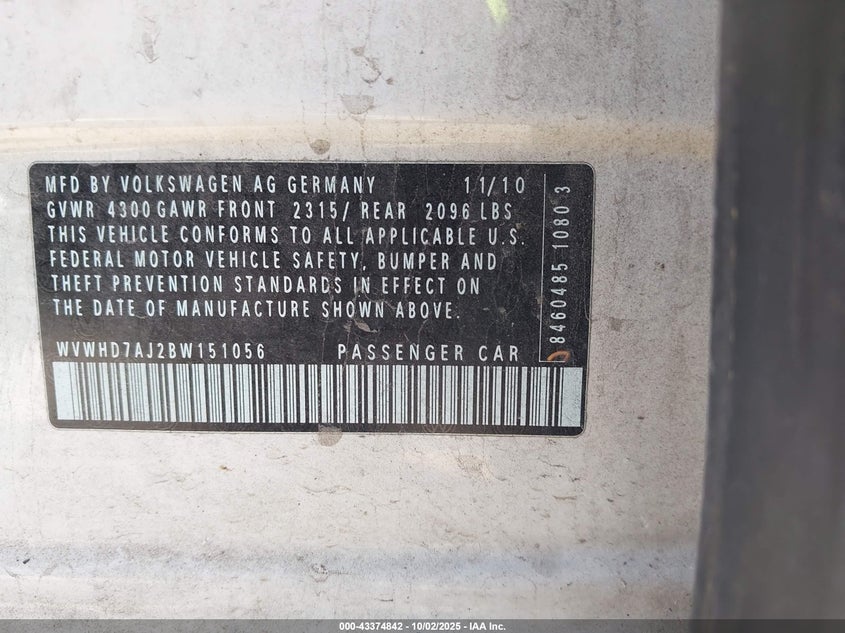 MFD BY VOLKSWAGEN AG GERMANY 11/10
GVWR 4300 GAWR FRONT 2315/ REAR 2096 LBS
THIS VEHICLE CONFORMS TO ALL APPLICABLE U.S.
FEDERAL MOTOR VEHICLE SAFETY, BUMPER AND
THEFT PREVENTION STANDARDS IN EFFECT ON
THE DATE OF MANUFACTURE SHOWN ABOVE.
WVWHD7AJ2BW151056 PASSENGER CAR
8460485 1080 3
000-43374842 - 10/02/2025 - IAA Inc.